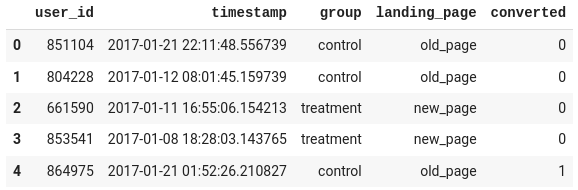 user_id timestamp group landing_page converted
0 851104 2017-01-21 22:11:48.556739 control old_page 0
1 804228 2017-01-12 08:01:45.159739 control old_page 0
2 661590 2017-01-11 16:55:06.154213 treatment new_page 0
3 853541 2017-01-08 18:28:03.143765 treatment new_page 0
4 864975 2017-01-21 01:52:26.210827 control old_page 1